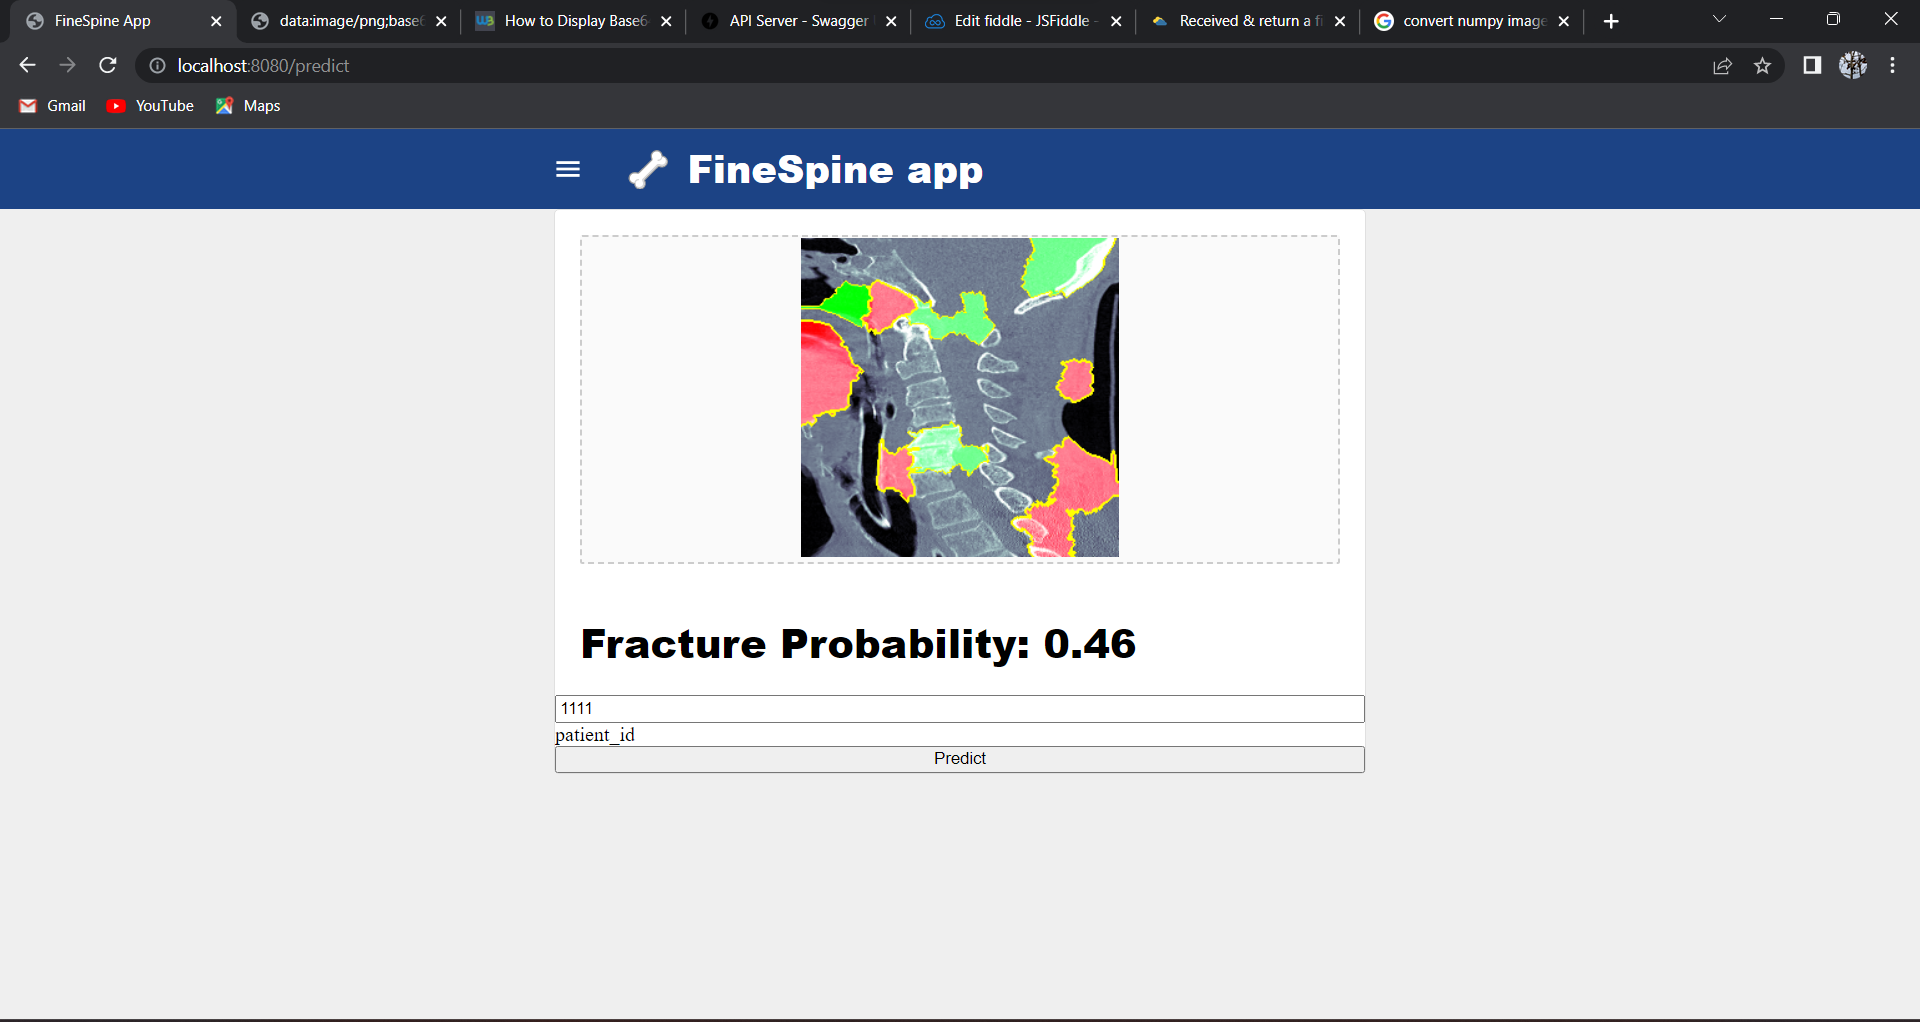 FineSpine App
data:image/png;base6
How to Display Base6
API Server - Swagger
Edit fiddle - JSFiddle -
Received & return a fi
convert numpy image
localhost:8080/predict
Gmail
YouTube
Maps
FineSpine app
Fracture Probability: 0.46
1111
patient_id
Predict